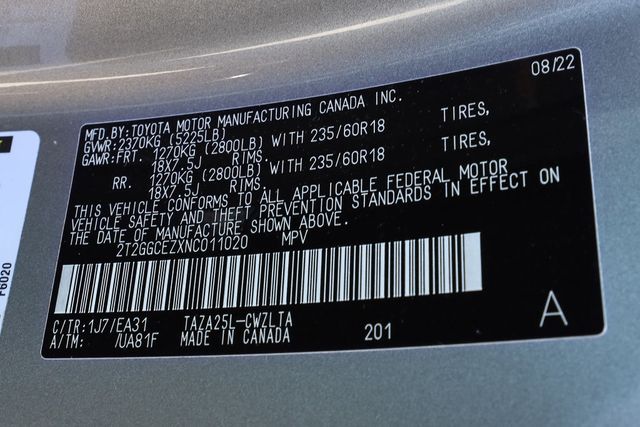 08/22
MFD.BY:TOYOTA MOTOR MANUFACTURING CANADA INC.
GVWR:2370KG (5225LB)
GAWR:FRT. 1270KG (2800LB) WITH 235/60R18 TIRES,
18X7.5J RIMS.
RR. 1270KG (2800LB) WITH 235/60R18 TIRES,
18X7.5J RIMS.
THIS VEHICLE CONFORMS TO ALL APPLICABLE FEDERAL MOTOR
VEHICLE SAFETY AND THEFT PREVENTION STANDARDS IN EFFECT ON
THE DATE OF MANUFACTURE SHOWN ABOVE.
2T2GGCEZXNC011020 MPV
C/TR:1J7/EA31 TAZA25L-CWZLTA
A/TM: /UA81F MADE IN CANADA 201 A
F6020